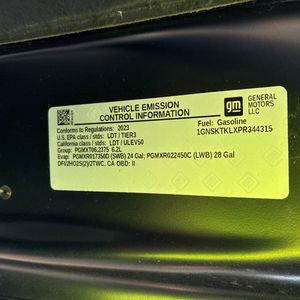 VEHICLE EMISSION
CONTROL INFORMATION
gm
GENERAL
MOTORS
LLC
Conforms to Regulations: 2023
U.S. EPA class / stds: LDT / TIER3
California class / stds: LDT / ULEV50
Group: PGMXT06.2375 6.2L
Evap: PGMXR017350D (SWB) 24 Gal; PGMXR022450C (LWB) 28 Gal
DFI/2HO2S(2)/2TWC, CA OBD: II
Fuel: Gasoline
1GNSKTKLXPR344315